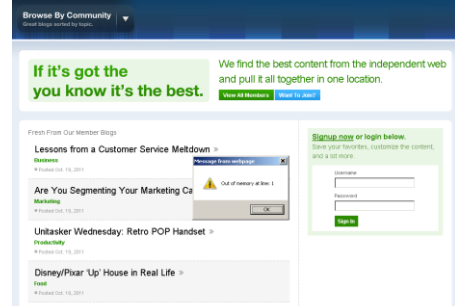 Browse By Community
Great blogs sorted by topic.
If it's got the
you know it's the best.
We find the best content from the independent web
and pull it all together in one location.
View All Members
Want To Join?
Fresh From Our Member Blogs
Lessons from a Customer Service Meltdown »
Business
Posted Oct. 19, 2011
Are You Segmenting Your Marketing Ca
Marketing
Posted Oct. 19, 2011
Unitasker Wednesday: Retro POP Handset »
Productivity
Posted Oct. 19, 2011
Disney/Pixar 'Up' House in Real Life »
Food
Posted Oct. 19, 2011
Message from webpage
Out of memory at line: 1
OK
Signup now or login below.
Save your favorites, customize the content,
and a lot more.
Username
Password
Sign In